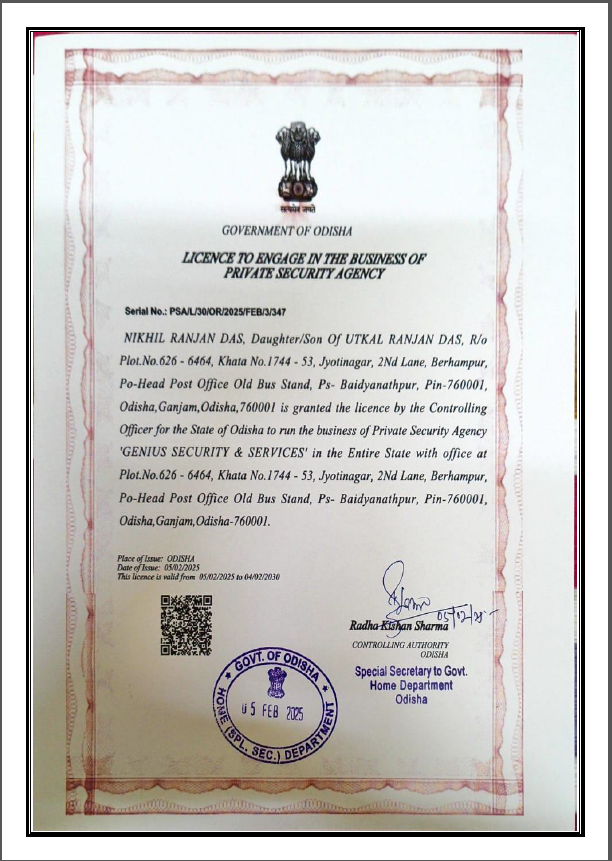 सत्यमेव जयते
GOVERNMENT OF ODISHA
LICENCE TO ENGAGE IN THE BUSINESS OF
PRIVATE SECURITY AGENCY
Serial No.: PSA/L/30/OR/2025/FEB/3/347
NIKHIL RANJAN DAS, Daughter/Son Of UTKAL RANJAN DAS, R/o
Plot.No.626 - 6464, Khata No.1744 - 53, Jyotinagar, 2Nd Lane, Berhampur,
Po-Head Post Office Old Bus Stand, Ps- Baidyanathpur, Pin-760001,
Odisha,Ganjam,Odisha,760001 is granted the licence by the Controlling
Officer for the State of Odisha to run the business of Private Security Agency
'GENIUS SECURITY & SERVICES' in the Entire State with office at
Plot.No.626 - 6464, Khata No.1744 - 53, Jyotinagar, 2Nd Lane, Berhampur,
Po-Head Post Office Old Bus Stand, Ps- Baidyanathpur, Pin-760001,
Odisha,Ganjam,Odisha-760001.
Place of Issue: ODISHA
Date of Issue: 05/02/2025
This licence is valid from 05/02/2025 to 04/02/2030
05/02/25
Radha Kishan Sharma
CONTROLLING AUTHORITY
ODISHA
Special Secretary to Govt.
Home Department
Odisha
GOVT. OF ODISHA
05 FEB 2025
HOME (SPL. SEC.) DEPARTMENT